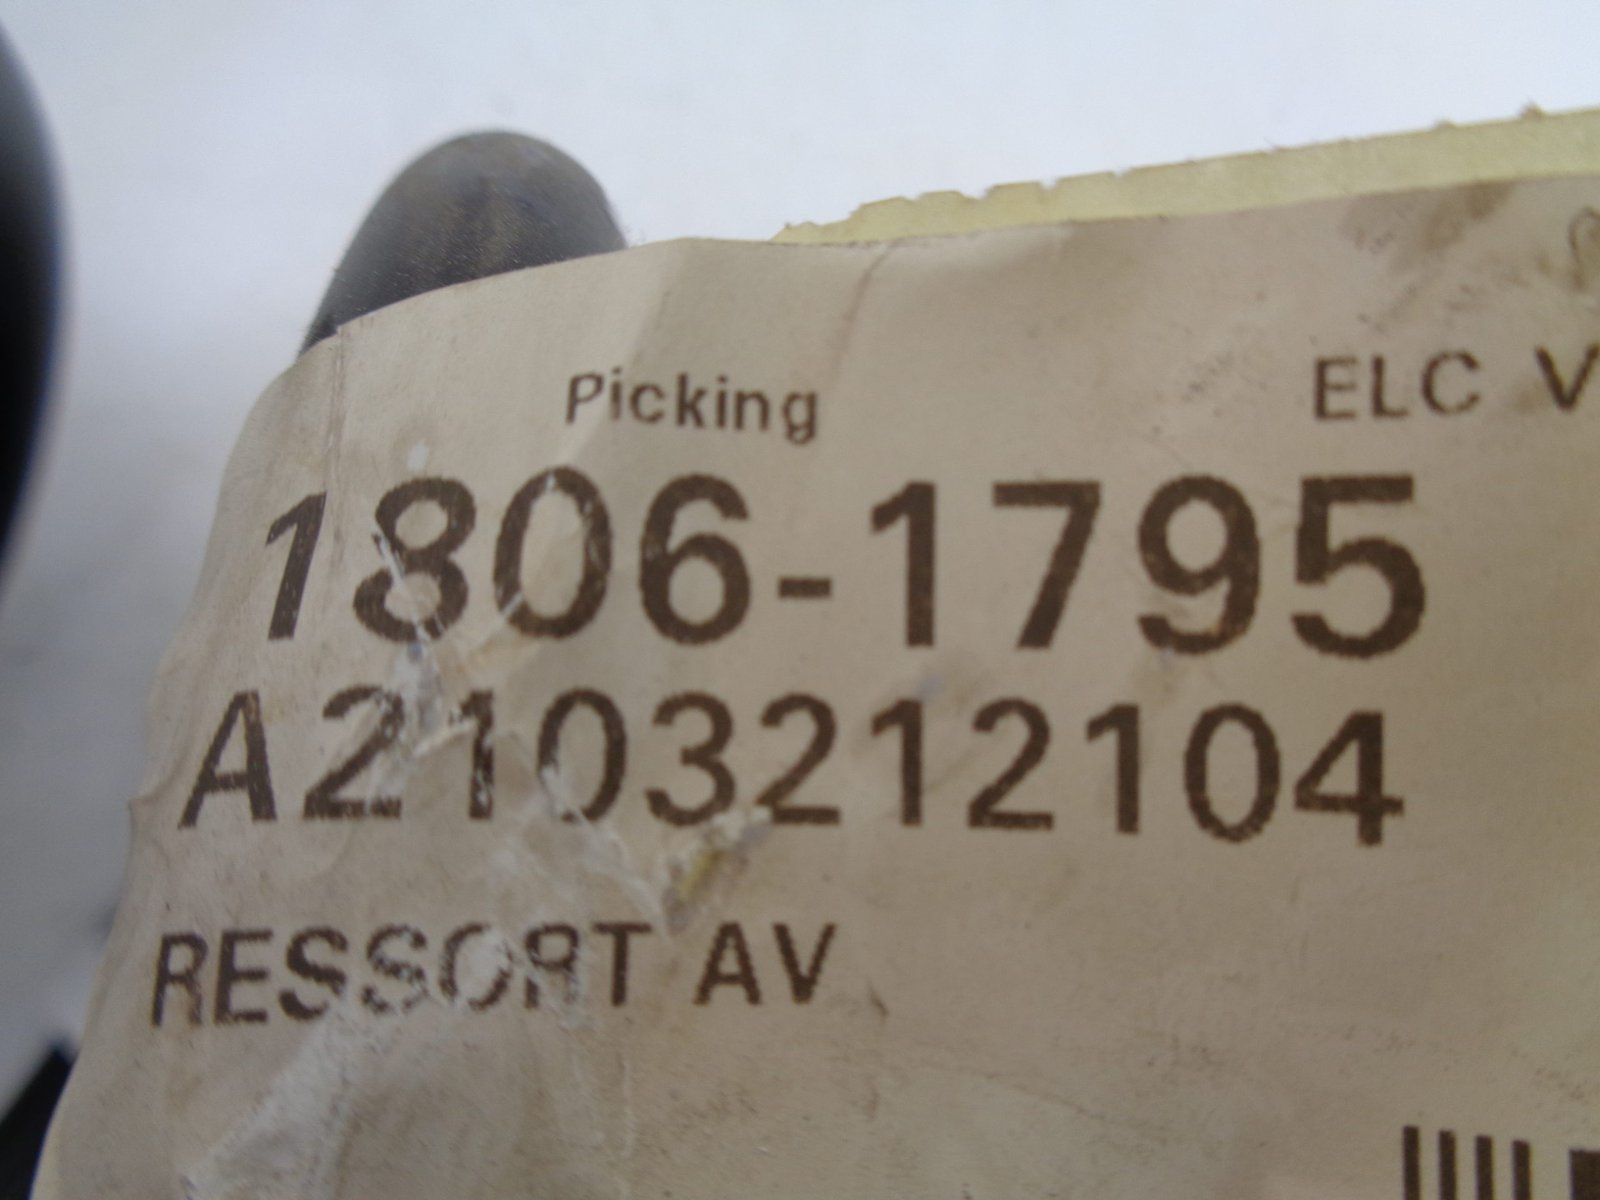 Picking ELC V
1806-1795
A2103212104
RESSORT AV